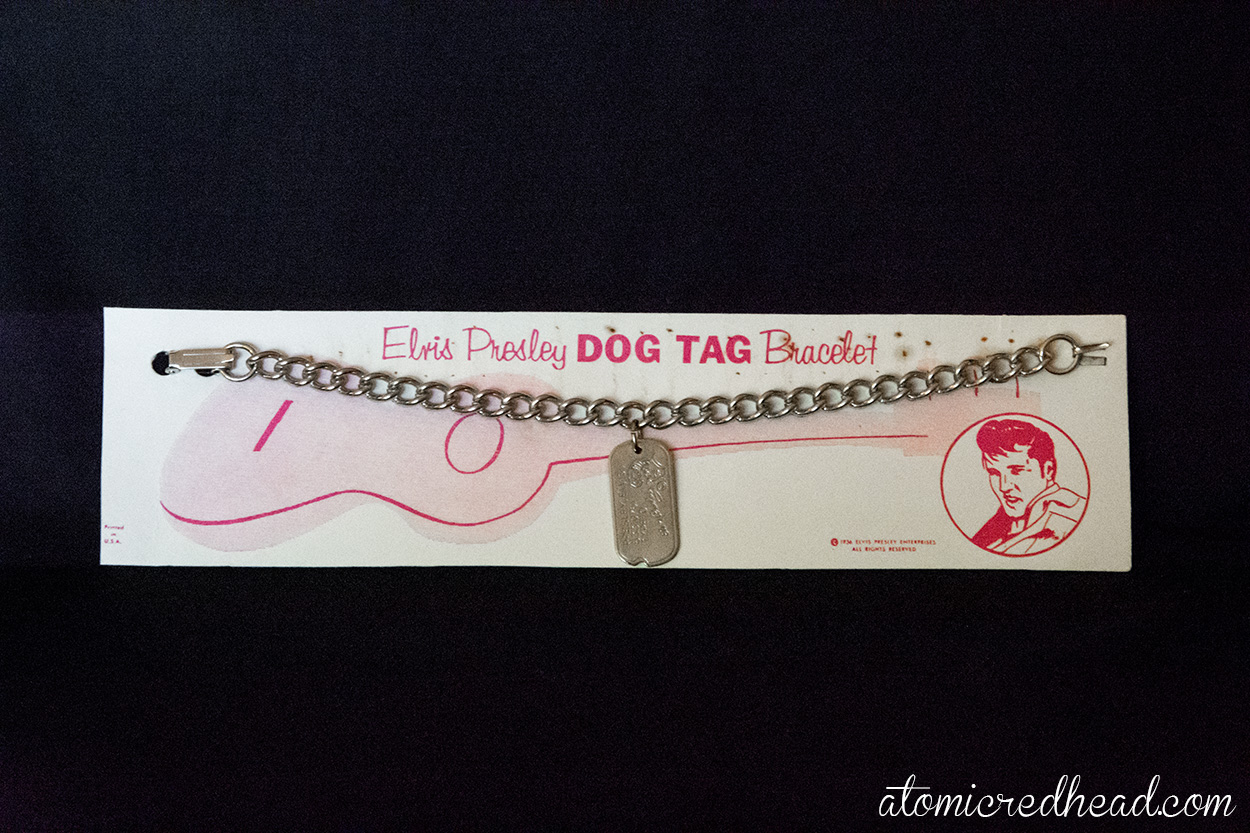 Elvis Presley DOG TAG Bracelet
Printed
in
U.S.A.
© 1956 ELVIS PRESLEY ENTERPRISES
ALL RIGHTS RESERVED
atomicredhead.com